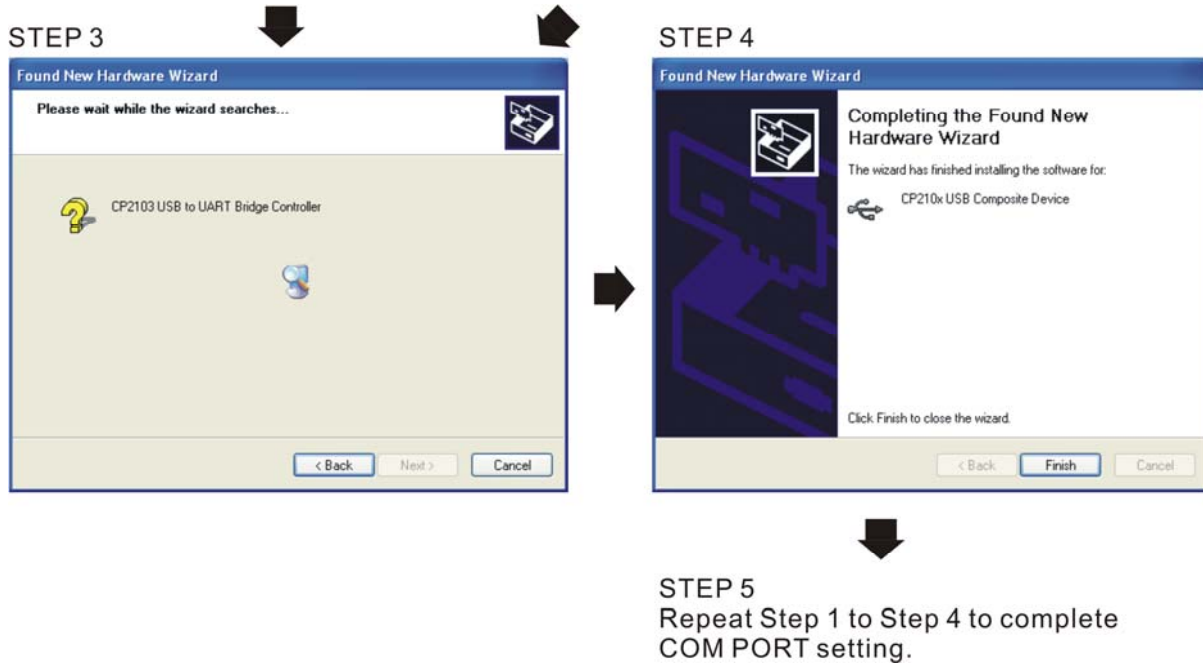 STEP 3
Found New Hardware Wizard
Please wait while the wizard searches...
CP2103 USB to UART Bridge Controller
< Back
Next >
Cancel
STEP 4
Found New Hardware Wizard
Completing the Found New
Hardware Wizard
The wizard has finished installing the software for:
CP210x USB Composite Device
Click Finish to close the wizard.
< Back
Finish
Cancel
STEP 5
Repeat Step 1 to Step 4 to complete
COM PORT setting.